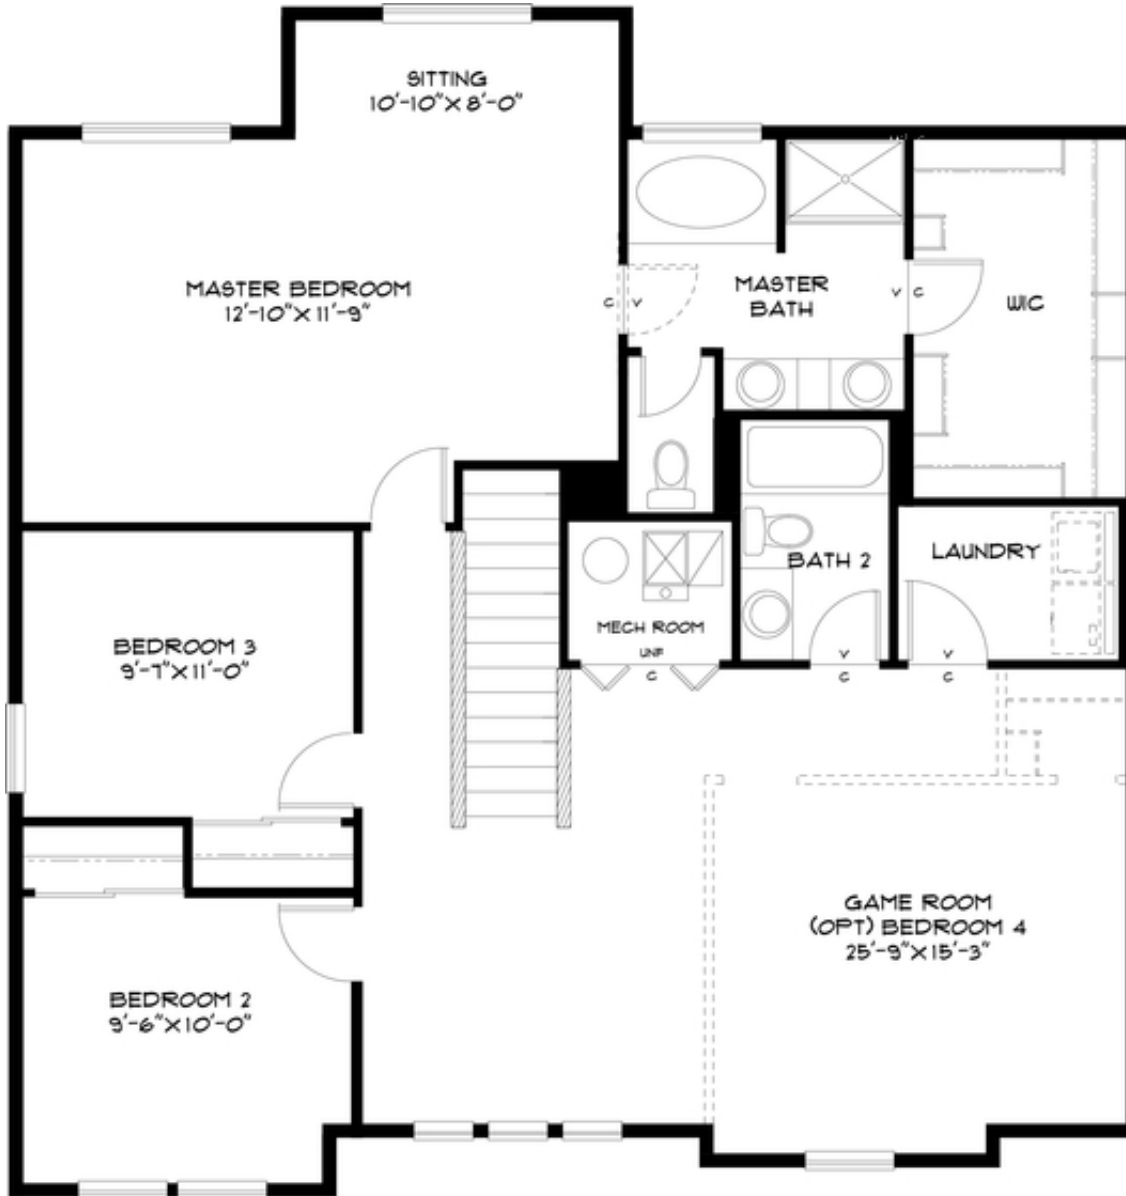 SITTING
10'-10"X 8'-0"
MASTER BEDROOM
12'-10"X 11'-9"
C V
MASTER
BATH
V C
WIC
BATH 2
LAUNDRY
MECH ROOM
UNF
C
V
C
V
C
BEDROOM 3
9'-7"X11'-0"
GAME ROOM
(OPT) BEDROOM 4
25'-9"X15'-3"
BEDROOM 2
9'-6"X10'-0"